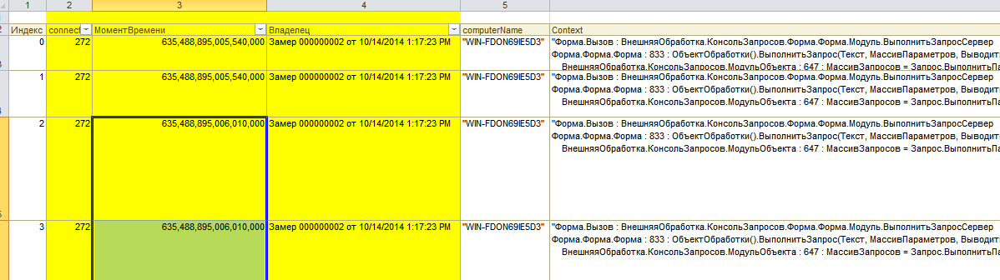 1 2 3 4 5
Индекс connect МоментВремени Владелец computerName Context
0 272 635,488,895,005,540,000 Замер 000000002 от 10/14/2014 1:17:23 PM "WIN-FDON69IE5D3" "Форма.Вызов : ВнешняяОбработка.КонсольЗапросов.Форма.Форма.Модуль.ВыполнитьЗапросСервер
Форма.Форма.Форма : 833 : ОбъектОбработки().ВыполнитьЗапрос(Текст, МассивПараметров, Выводит
ВнешняяОбработка.КонсольЗапросов.МодульОбъекта : 647 : МассивЗапросов = Запрос.ВыполнитьПа
1 272 635,488,895,005,540,000 Замер 000000002 от 10/14/2014 1:17:23 PM "WIN-FDON69IE5D3" "Форма.Вызов : ВнешняяОбработка.КонсольЗапросов.Форма.Форма.Модуль.ВыполнитьЗапросСервер
Форма.Форма.Форма : 833 : ОбъектОбработки().ВыполнитьЗапрос(Текст, МассивПараметров, Выводит
ВнешняяОбработка.КонсольЗапросов.МодульОбъекта : 647 : МассивЗапросов = Запрос.ВыполнитьПа
2 272 635,488,895,006,010,000 Замер 000000002 от 10/14/2014 1:17:23 PM "WIN-FDON69IE5D3" "Форма.Вызов : ВнешняяОбработка.КонсольЗапросов.Форма.Форма.Модуль.ВыполнитьЗапросСервер
Форма.Форма.Форма : 833 : ОбъектОбработки().ВыполнитьЗапрос(Текст, МассивПараметров, Выводит
ВнешняяОбработка.КонсольЗапросов.МодульОбъекта : 647 : МассивЗапросов = Запрос.ВыполнитьПа
3 272 635,488,895,006,010,000 Замер 000000002 от 10/14/2014 1:17:23 PM "WIN-FDON69IE5D3" "Форма.Вызов : ВнешняяОбработка.КонсольЗапросов.Форма.Форма.Модуль.ВыполнитьЗапросСервер
Форма.Форма.Форма : 833 : ОбъектОбработки().ВыполнитьЗапрос(Текст, МассивПараметров, Выводит
ВнешняяОбработка.КонсольЗапросов.МодульОбъекта : 647 : МассивЗапросов = Запрос.ВыполнитьПа